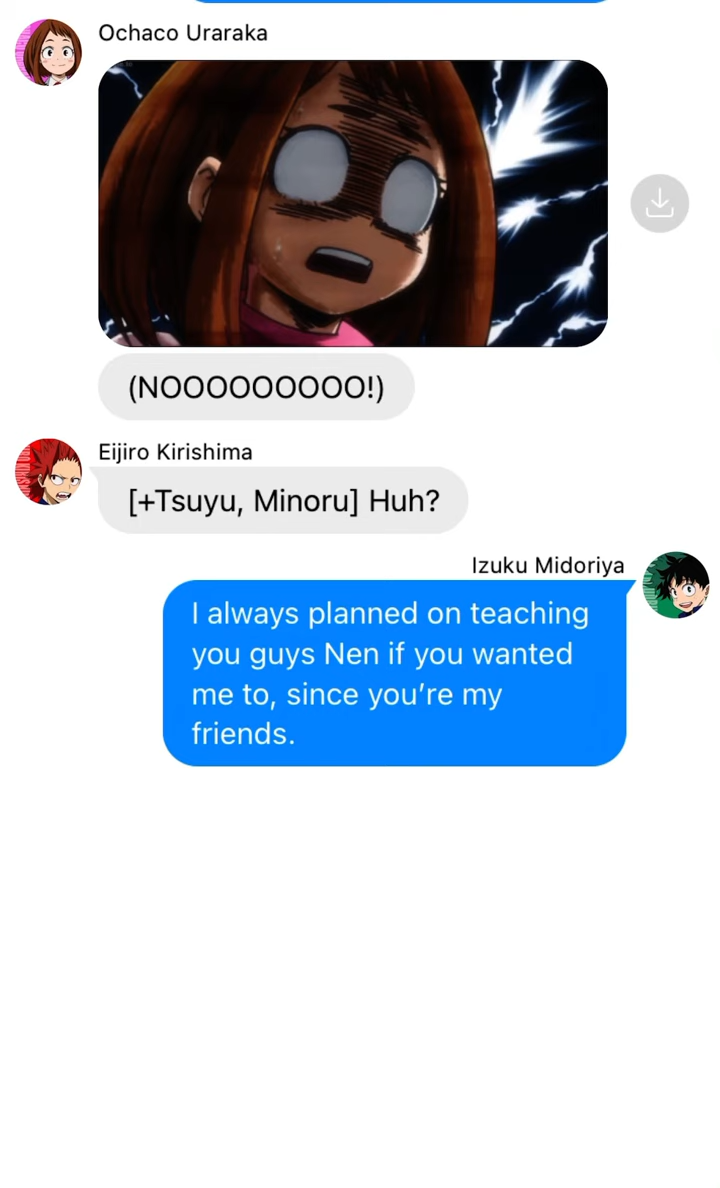 Ochaco Uraraka
(NOOOOOOOOO!)
Eijiro Kirishima
[+Tsuyu, Minoru] Huh?
Izuku Midoriya
I always planned on teaching
you guys Nen if you wanted
me to, since you’re my
friends.